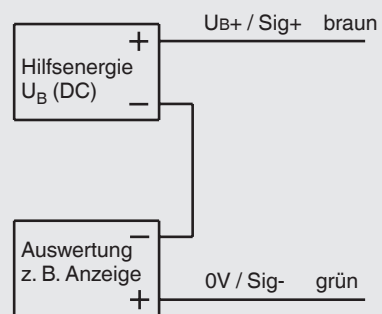 UB+ / Sig+ braun
+
Hilfsenergie
UB (DC)
−
Auswertung
z. B. Anzeige
−
+
0V / Sig- grün